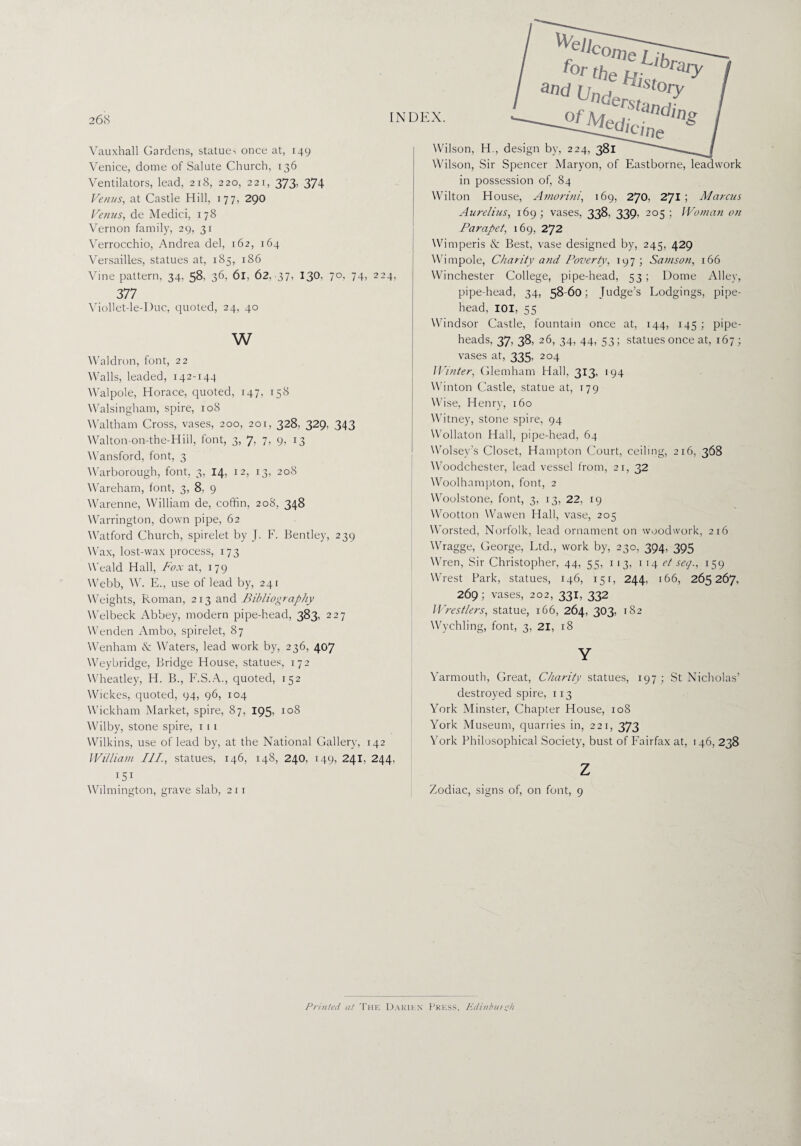 268
INDEX.
Wellcome Library
for the History
and Understanding
of Medicine
Vauxhall Gardens, statues once at, 149
Venice, dome of Salute Church, 136
Ventilators, lead, 218, 220, 221, 373, 374
Venus, at Castle Hill, 177, 290
Venus, de Medici, 178
Vernon family, 29, 31
Verrocchio, Andrea del, 162, 164
Versailles, statues at, 185, 186
Vine pattern, 34, 58, 36, 61, 62, 37, 130, 70, 74, 224,
377
Viollet-le-Duc, quoted, 24, 40
W
Waldron, font, 22
Walls, leaded, 142-144
Walpole, Horace, quoted, 147, 158
Walsingham, spire, 108
Waltham Cross, vases, 200, 201, 328, 329, 343
Walton-on-the-Hill, font, 3, 7, 7, 9, 13
Wansford, font, 3
Warborough, font, 3, 14, 12, 13, 208
Wareham, font, 3, 8, 9
Warenne, William de, coffin, 208, 348
Warrington, down pipe, 62
Watford Church, spirelet by J. F. Bentley, 239
Wax, lost-wax process, 173
Weald Hall, Fox at, 179
Webb, W. E., use of lead by, 241
Weights, Roman, 213 and Bibliography
Welbeck Abbey, modern pipe-head, 383, 227
Wenden Ambo, spirelet, 87
Wenham & Waters, lead work by, 236, 407
Weybridge, Bridge House, statues, 172
Wheatley, H. B., F.S.A., quoted, 152
Wickes, quoted, 94, 96, 104
Wickham Market, spire, 87, 195, 108
Wilby, stone spire, 111
Wilkins, use of lead by, at the National Gallery, 142
William III., statues, 146, 148, 240, 149, 241, 244,
151
Wilmington, grave slab, 211
Wilson, H., design by, 224, 381
Wilson, Sir Spencer Maryon, of Eastborne, leadwork
in possession of, 84
Wilton House, Amorini, 169, 270, 271; Marcus
Aurelius, 169; vases, 338, 339, 205; Woman on
Parapet, 169, 272
Wimperis & Best, vase designed by, 245, 429
Wimpole, Charity and Poverty, 197; Samson, 166
Winchester College, pipe-head, 53; Dome Alley,
pipe-head, 34, 58-60; Judge's Lodgings, pipe-
head, 101, 55
Windsor Castle, fountain once at, 144, 145; pipe-
heads, 37, 38, 26, 34, 44, 53; statues once at, 167;
vases at, 335, 204
Winter, Glemham Hall, 313, 194
Winton Castle, statue at, 179
Wise, Henry, 160
Witney, stone spire, 94
Wollaton Hall, pipe-head, 64
Wolsey's Closet, Hampton Court, ceiling, 216, 368
Woodchester, lead vessel from, 21, 32
Woolhampton, font, 2
Woolstone, font, 3, 13, 22, 19
Wootton Wawen Hall, vase, 205
Worsted, Norfolk, lead ornament on woodwork, 216
Wragge, George, Ltd., work by, 230, 394, 395
Wren, Sir Christopher, 44, 55, 113, 114 et seq., 159
Wrest Park, statues, 146, 151, 244, 166, 265 267,
269; vases, 202, 331, 332
Wrestlers, statue, 166, 264, 303, 182
Wychling, font, 3, 21, 18
Y
Yarmouth, Great, Charity statues, 197; St Nicholas'
destroyed spire, 113
York Minster, Chapter House, 108
York Museum, quarries in, 221, 373
York Philosophical Society, bust of Fairfax at, 146, 238
Z
Zodiac, signs of, on font, 9
Printed at THE DARIEN PRESS, Edinburgh